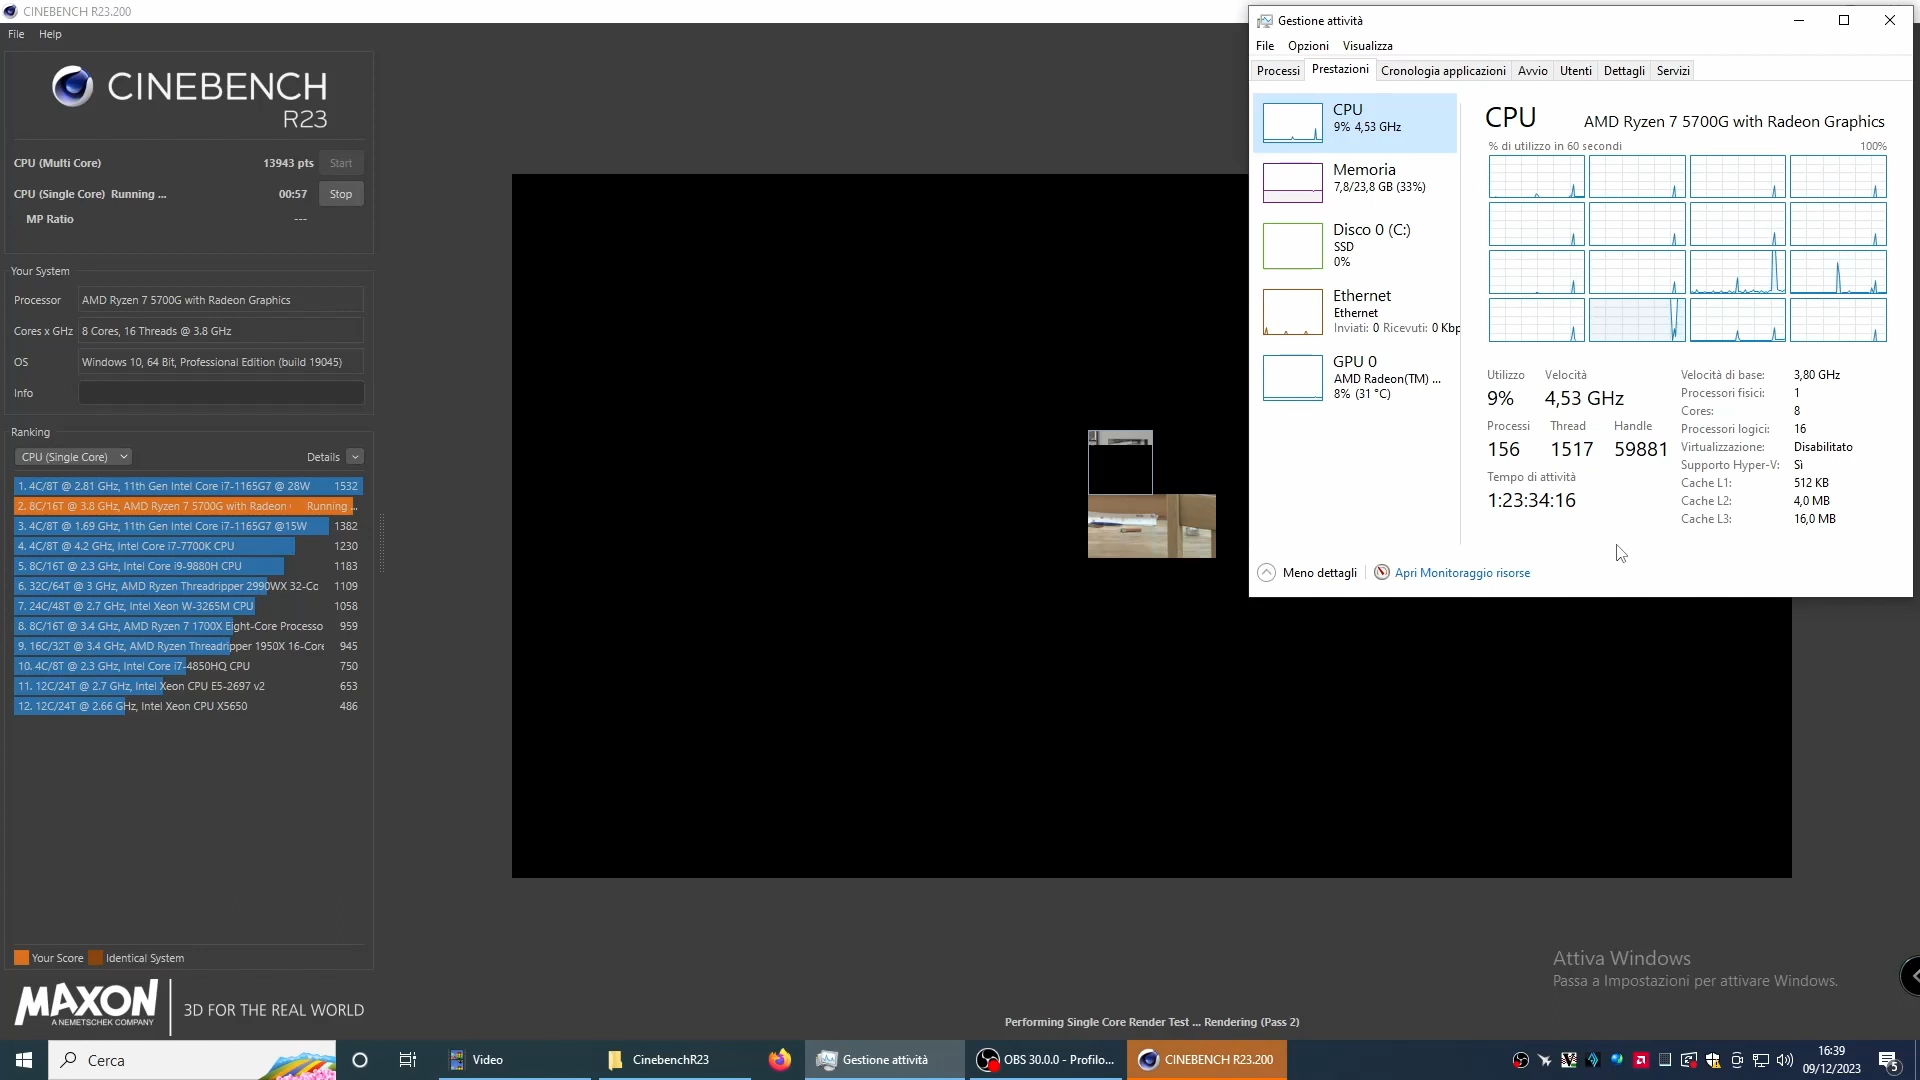 CINEBENCH R23.200
File Help
CINEBENCH
R23
CPU (Multi Core) 13943 pts Start
CPU (Single Core) Running ... 00:57 Stop
MP Ratio ---
Your System
Processor AMD Ryzen 7 5700G with Radeon Graphics
Cores x GHz 8 Cores, 16 Threads @ 3.8 GHz
OS Windows 10, 64 Bit, Professional Edition (build 19045)
Info
Ranking
CPU (Single Core) Details
1. 4C/8T @ 2.81 GHz, 11th Gen Intel Core i7-1165G7 @ 28W 1532
2. 8C/16T @ 3.8 GHz, AMD Ryzen 7 5700G with Radeon Running ...
3. 4C/8T @ 1.69 GHz, 11th Gen Intel Core i7-1165G7 @15W 1382
4. 4C/8T @ 4.2 GHz, Intel Core i7-7700K CPU 1230
5. 8C/16T @ 2.3 GHz, Intel Core i9-9880H CPU 1183
6. 32C/64T @ 3 GHz, AMD Ryzen Threadripper 2990WX 32-Co 1109
7. 24C/48T @ 2.7 GHz, Intel Xeon W-3265M CPU 1058
8. 8C/16T @ 3.4 GHz, AMD Ryzen 7 1700X Eight-Core Processo 959
9. 16C/32T @ 3.4 GHz, AMD Ryzen Threadripper 1950X 16-Core 945
10. 4C/8T @ 2.3 GHz, Intel Core i7-4850HQ CPU 750
11. 12C/24T @ 2.7 GHz, Intel Xeon CPU E5-2697 v2 653
12. 12C/24T @ 2.66 GHz, Intel Xeon CPU X5650 486
Your Score Identical System
MAXON
A NEMETSCHEK COMPANY
3D FOR THE REAL WORLD
Performing Single Core Render Test ... Rendering (Pass 2)
Gestione attività
File Opzioni Visualizza
Processi Prestazioni Cronologia applicazioni Avvio Utenti Dettagli Servizi
CPU
9% 4,53 GHz
Memoria
7,8/23,8 GB (33%)
Disco 0 (C:)
SSD
0%
Ethernet
Ethernet
Inviati: 0 Ricevuti: 0 Kbp
GPU 0
AMD Radeon(TM) ...
8% (31 °C)
CPU AMD Ryzen 7 5700G with Radeon Graphics
% di utilizzo in 60 secondi 100%
Utilizzo Velocità
9% 4,53 GHz
Processi Thread Handle
156 1517 59881
Tempo di attività
1:23:34:16
Velocità di base: 3,80 GHz
Processori fisici: 1
Cores: 8
Processori logici: 16
Virtualizzazione: Disabilitato
Supporto Hyper-V: Sì
Cache L1: 512 KB
Cache L2: 4,0 MB
Cache L3: 16,0 MB
Meno dettagli Apri Monitoraggio risorse
Attiva Windows
Passa a Impostazioni per attivare Windows.
Cerca Video CinebenchR23 Gestione attività OBS 30.0.0 - Profilo... CINEBENCH R23.200
16:39
09/12/2023
5